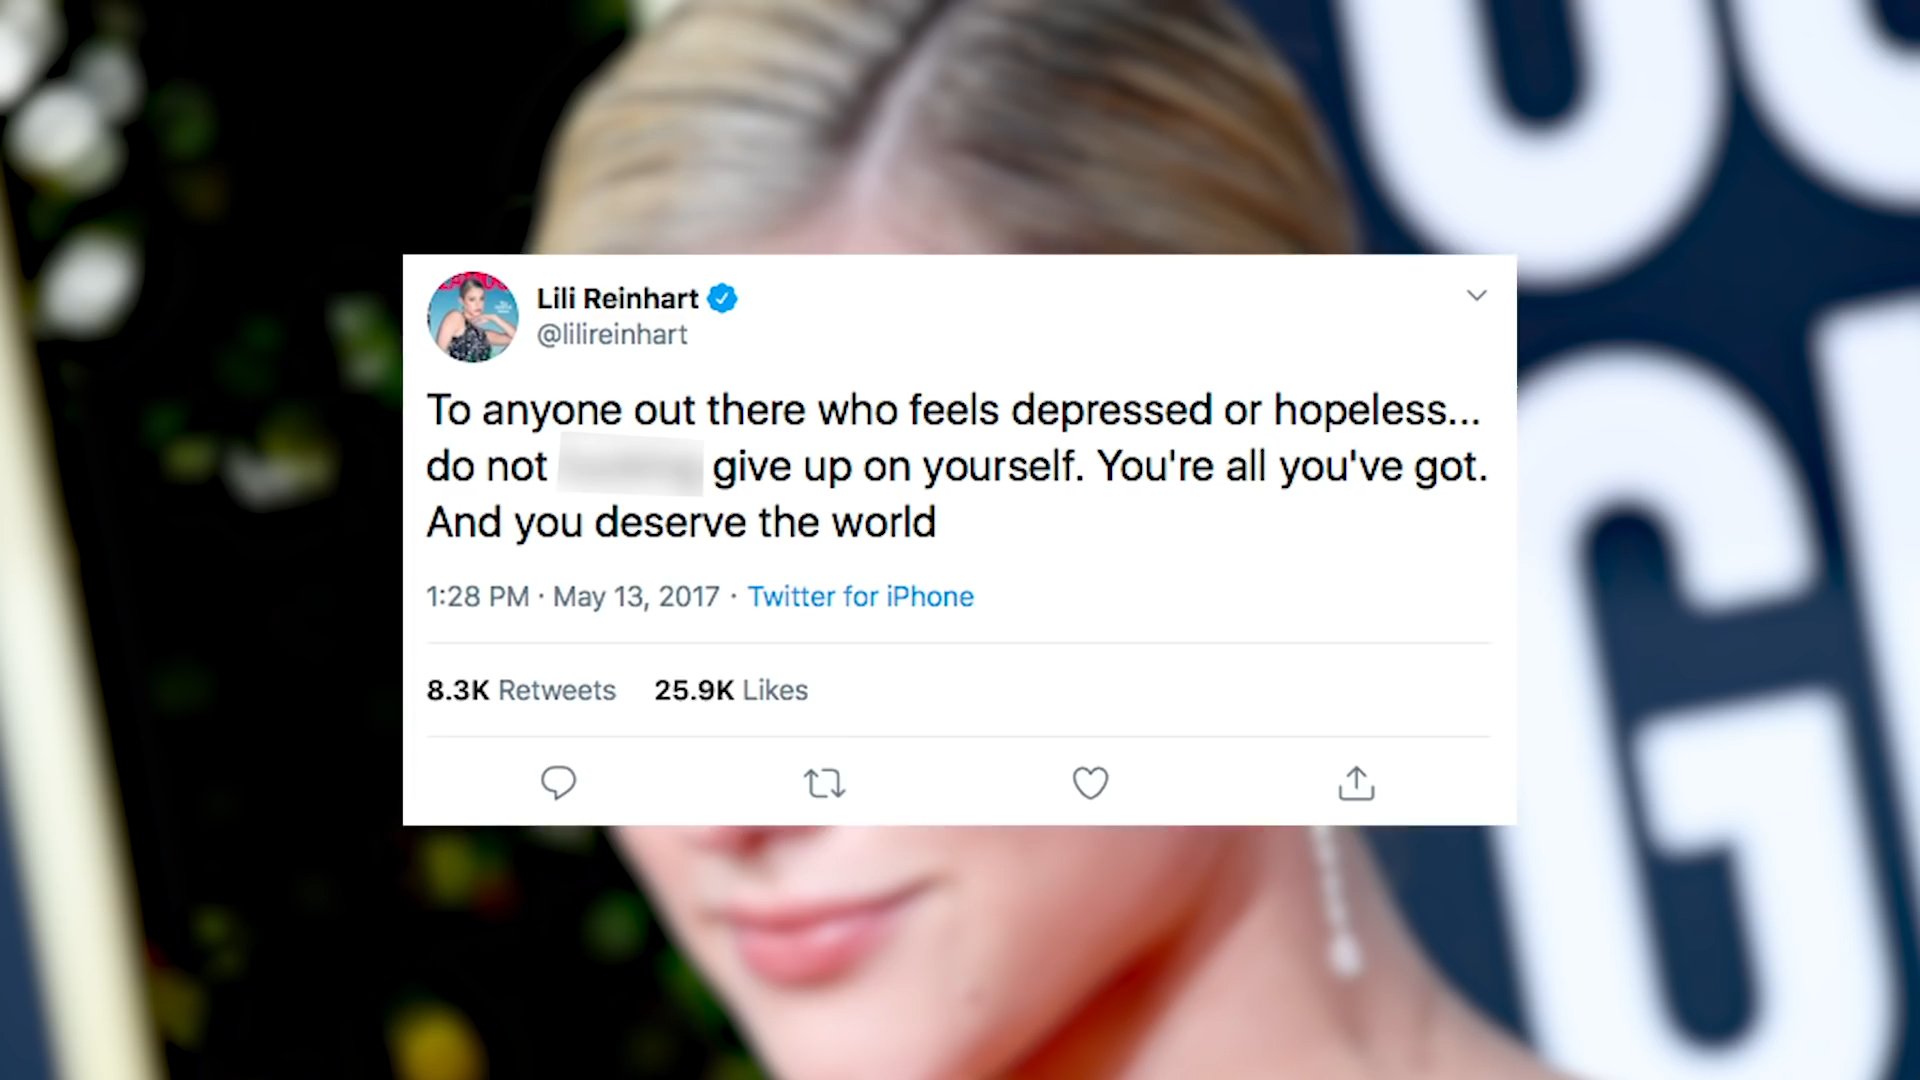 Lili Reinhart
@lilireinhart
To anyone out there who feels depressed or hopeless...
do not give up on yourself. You're all you've got.
And you deserve the world
1:28 PM · May 13, 2017 · Twitter for iPhone
8.3K Retweets 25.9K Likes